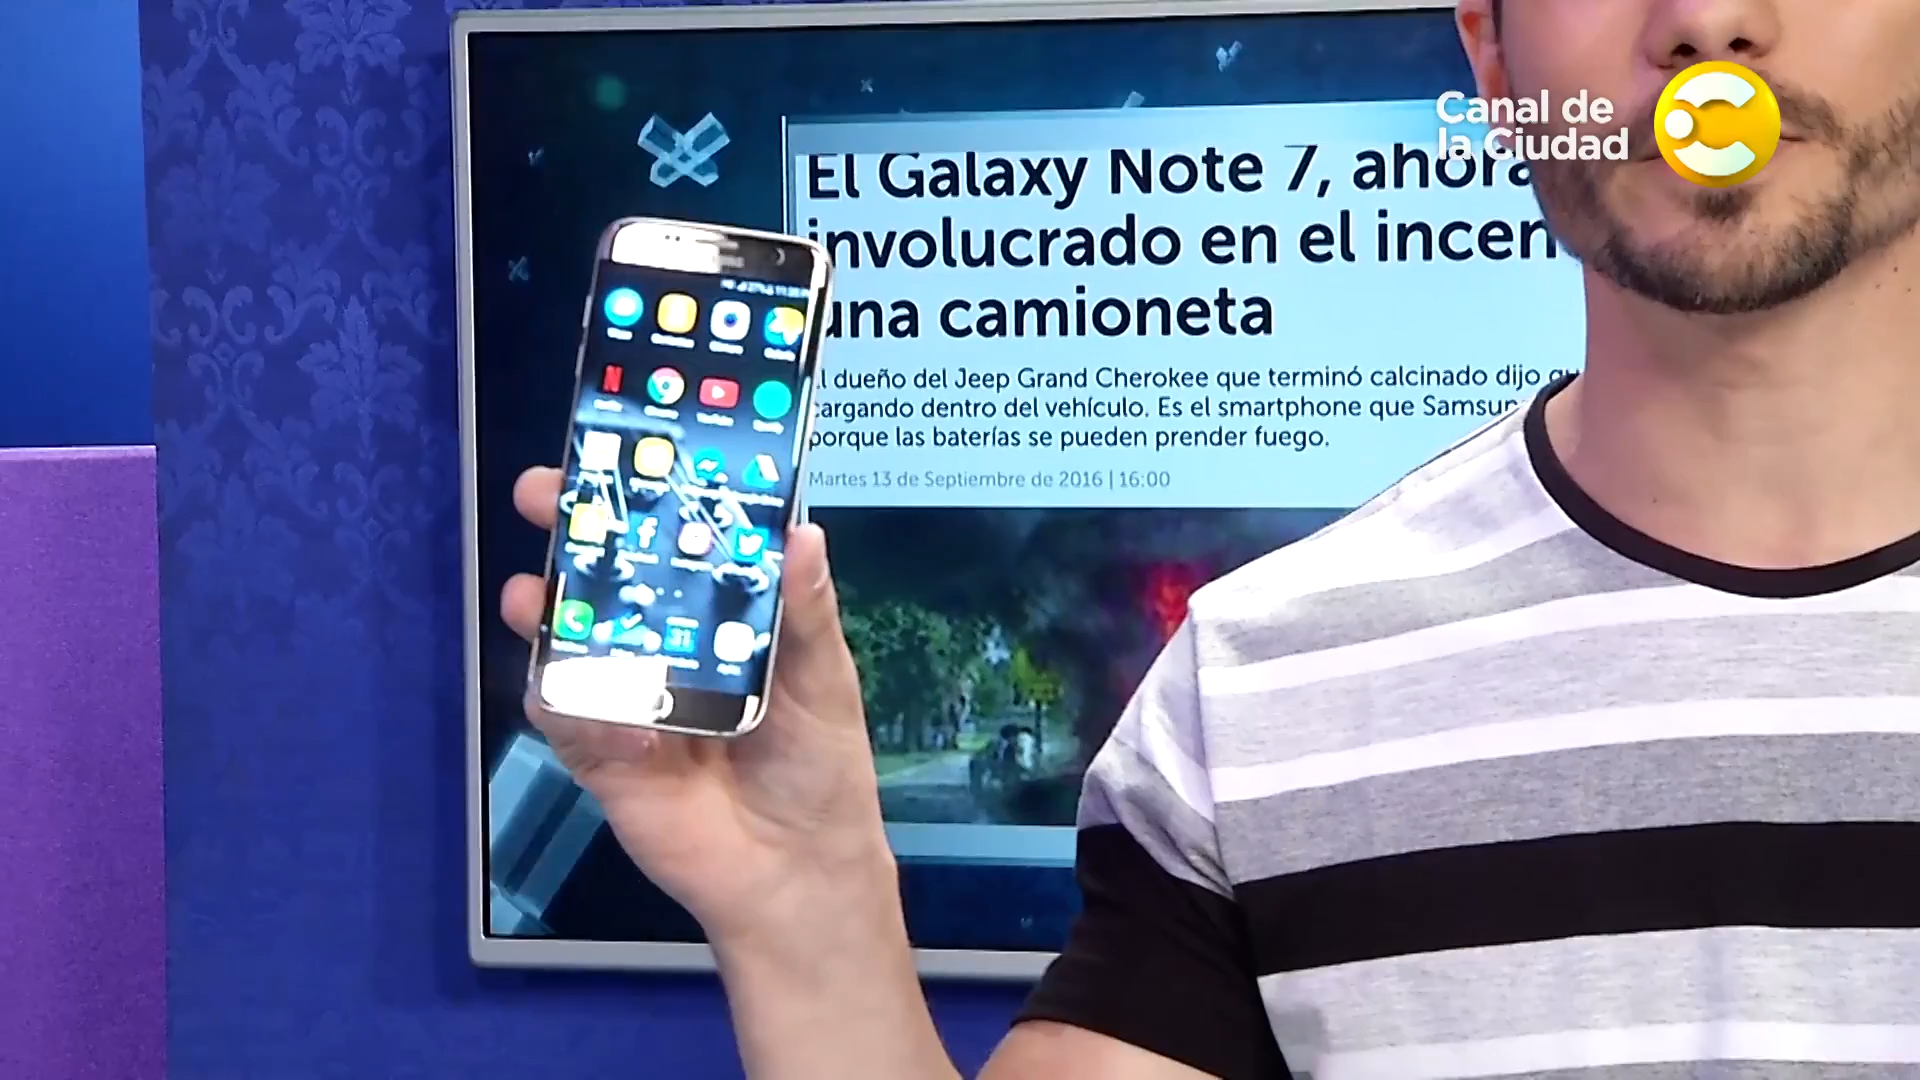 Canal de
la Ciudad
El Galaxy Note 7, ahora
involucrado en el incen
una camioneta
l dueño del Jeep Grand Cherokee que terminó calcinado dijo qu
cargando dentro del vehículo. Es el smartphone que Samsun
porque las baterías se pueden prender fuego.
Martes 13 de Septiembre de 2016 | 16:00
31